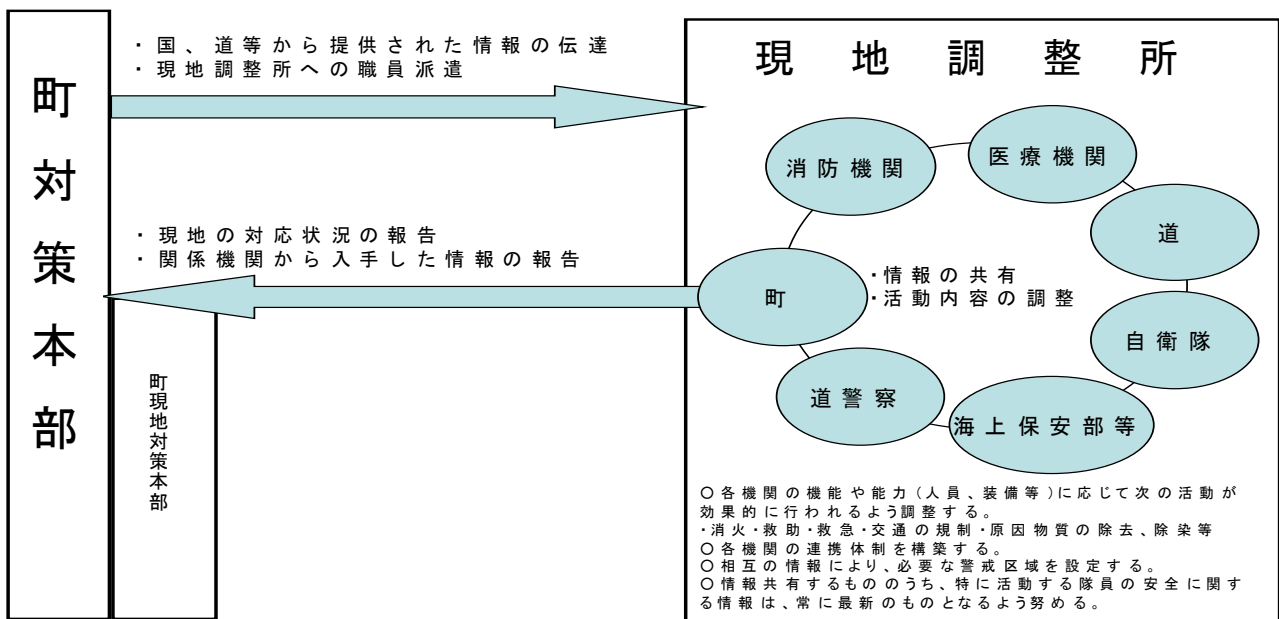 町対策本部
・国、道等から提供された情報の伝達
・現地調整所への職員派遣
・現地の対応状況の報告
・関係機関から入手した情報の報告
町現地対策本部
現地調整所
消防機関
医療機関
道
町
・情報の共有
・活動内容の調整
自衛隊
道警察
海上保安部等
○各機関の機能や能力(人員、装備等)に応じて次の活動が
効果的に行われるよう調整する。
・消火・救助・救急・交通の規制・原因物質の除去、除染等
○各機関の連携体制を構築する。
○相互の情報により、必要な警戒区域を設定する。
○情報共有するもののうち、特に活動する隊員の安全に関す
る情報は、常に最新のものとなるよう努める。